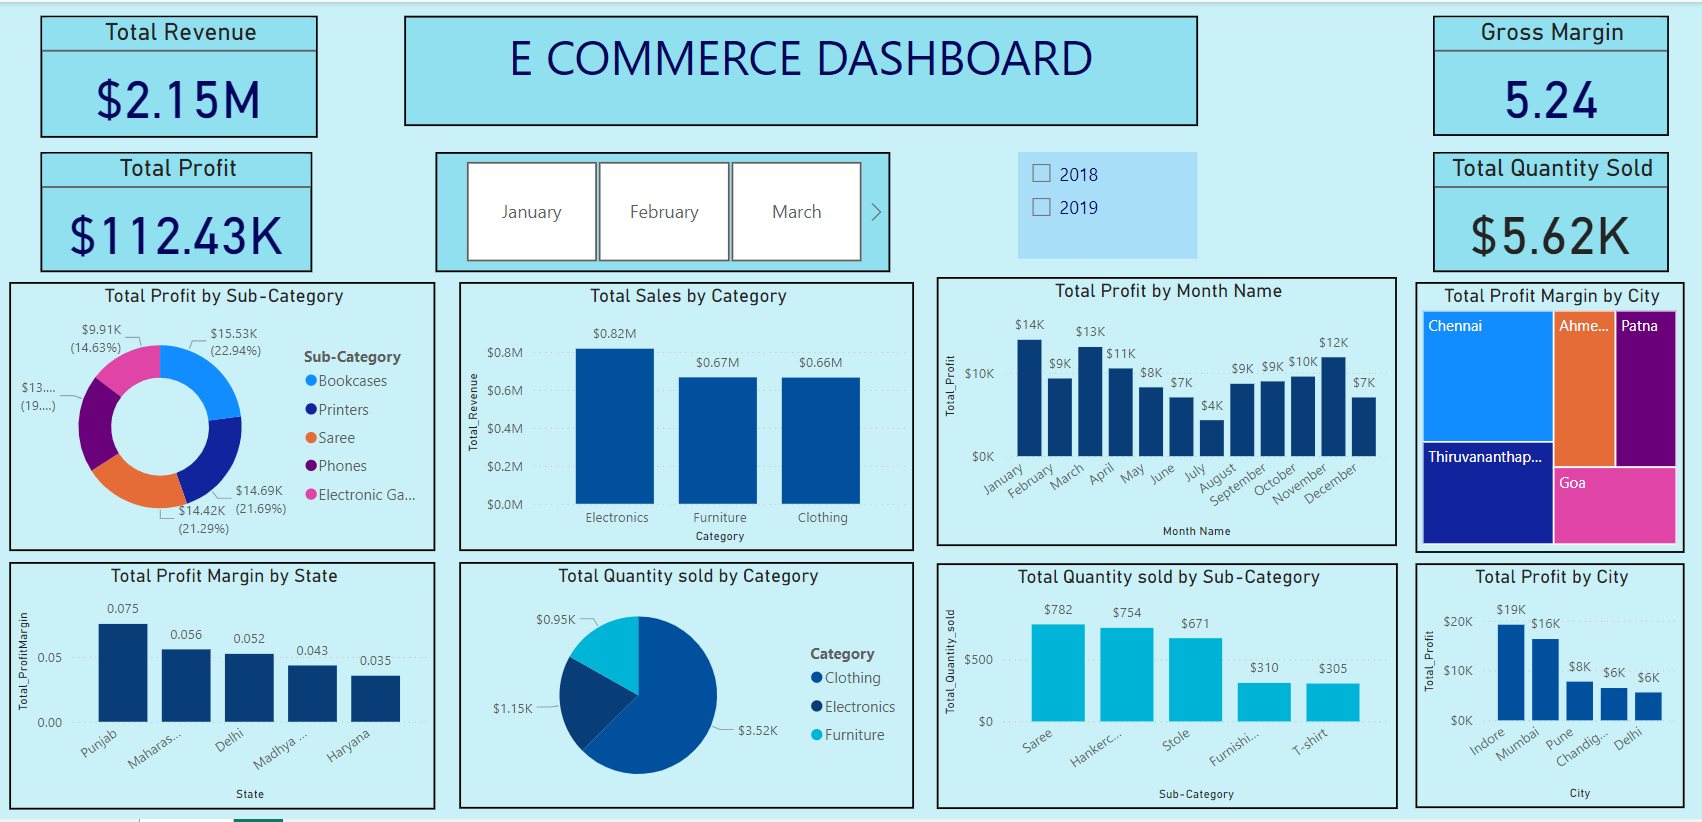 Total Revenue
$2.15M
E COMMERCE DASHBOARD
Gross Margin
5.24
Total Profit
$112.43K
January
February
March
2018
2019
Total Quantity Sold
$5.62K
Total Profit by Sub-Category
$9.91K
(14.63%)
$15.53K
(22.94%)
$13....
(19....)
$14.69K
(21.69%)
$14.42K
(21.29%)
Sub-Category
Bookcases
Printers
Saree
Phones
Electronic Ga...
Total Sales by Category
Total_Revenue
$0.8M
$0.6M
$0.4M
$0.2M
$0.0M
$0.82M
$0.67M
$0.66M
Electronics
Furniture
Clothing
Category
Total Profit by Month Name
Total_Profit
$10K
$0K
$14K
$9K
$13K
$11K
$8K
$7K
$4K
$9K
$9K
$10K
$12K
$7K
January
February
March
April
May
June
July
August
September
October
November
December
Month Name
Total Profit Margin by City
Chennai
Ahme...
Patna
Thiruvananthap...
Goa
Total Profit Margin by State
Total_ProfitMargin
0.05
0.00
0.075
0.056
0.052
0.043
0.035
Punjab
Maharas...
Delhi
Madhya ...
Haryana
State
Total Quantity sold by Category
$0.95K
$1.15K
$3.52K
Category
Clothing
Electronics
Furniture
Total Quantity sold by Sub-Category
Total_Quantity_sold
$500
$0
$782
$754
$671
$310
$305
Saree
Hankerc...
Stole
Furnishi...
T-shirt
Sub-Category
Total Profit by City
Total_Profit
$20K
$10K
$0K
$19K
$16K
$8K
$6K
$6K
Indore
Mumbai
Pune
Chandig...
Delhi
City